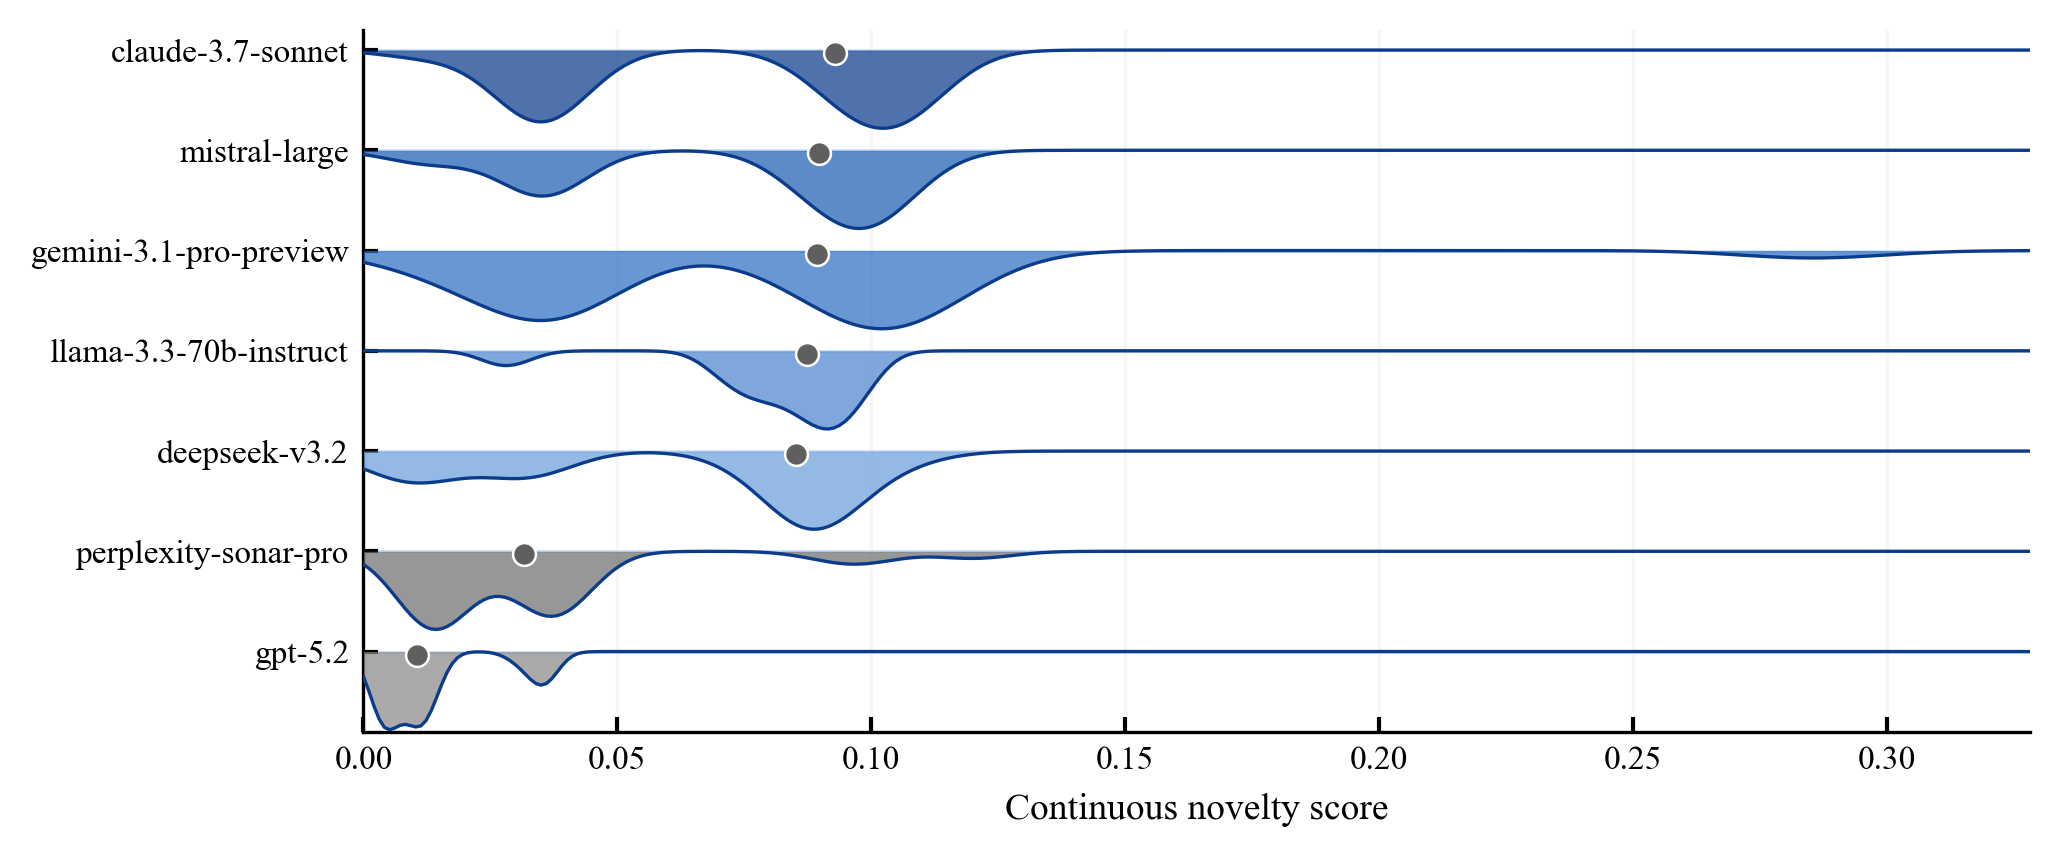 claude-3.7-sonnet
mistral-large
gemini-3.1-pro-preview
llama-3.3-70b-instruct
deepseek-v3.2
perplexity-sonar-pro
gpt-5.2
0.00 0.05 0.10 0.15 0.20 0.25 0.30
Continuous novelty score